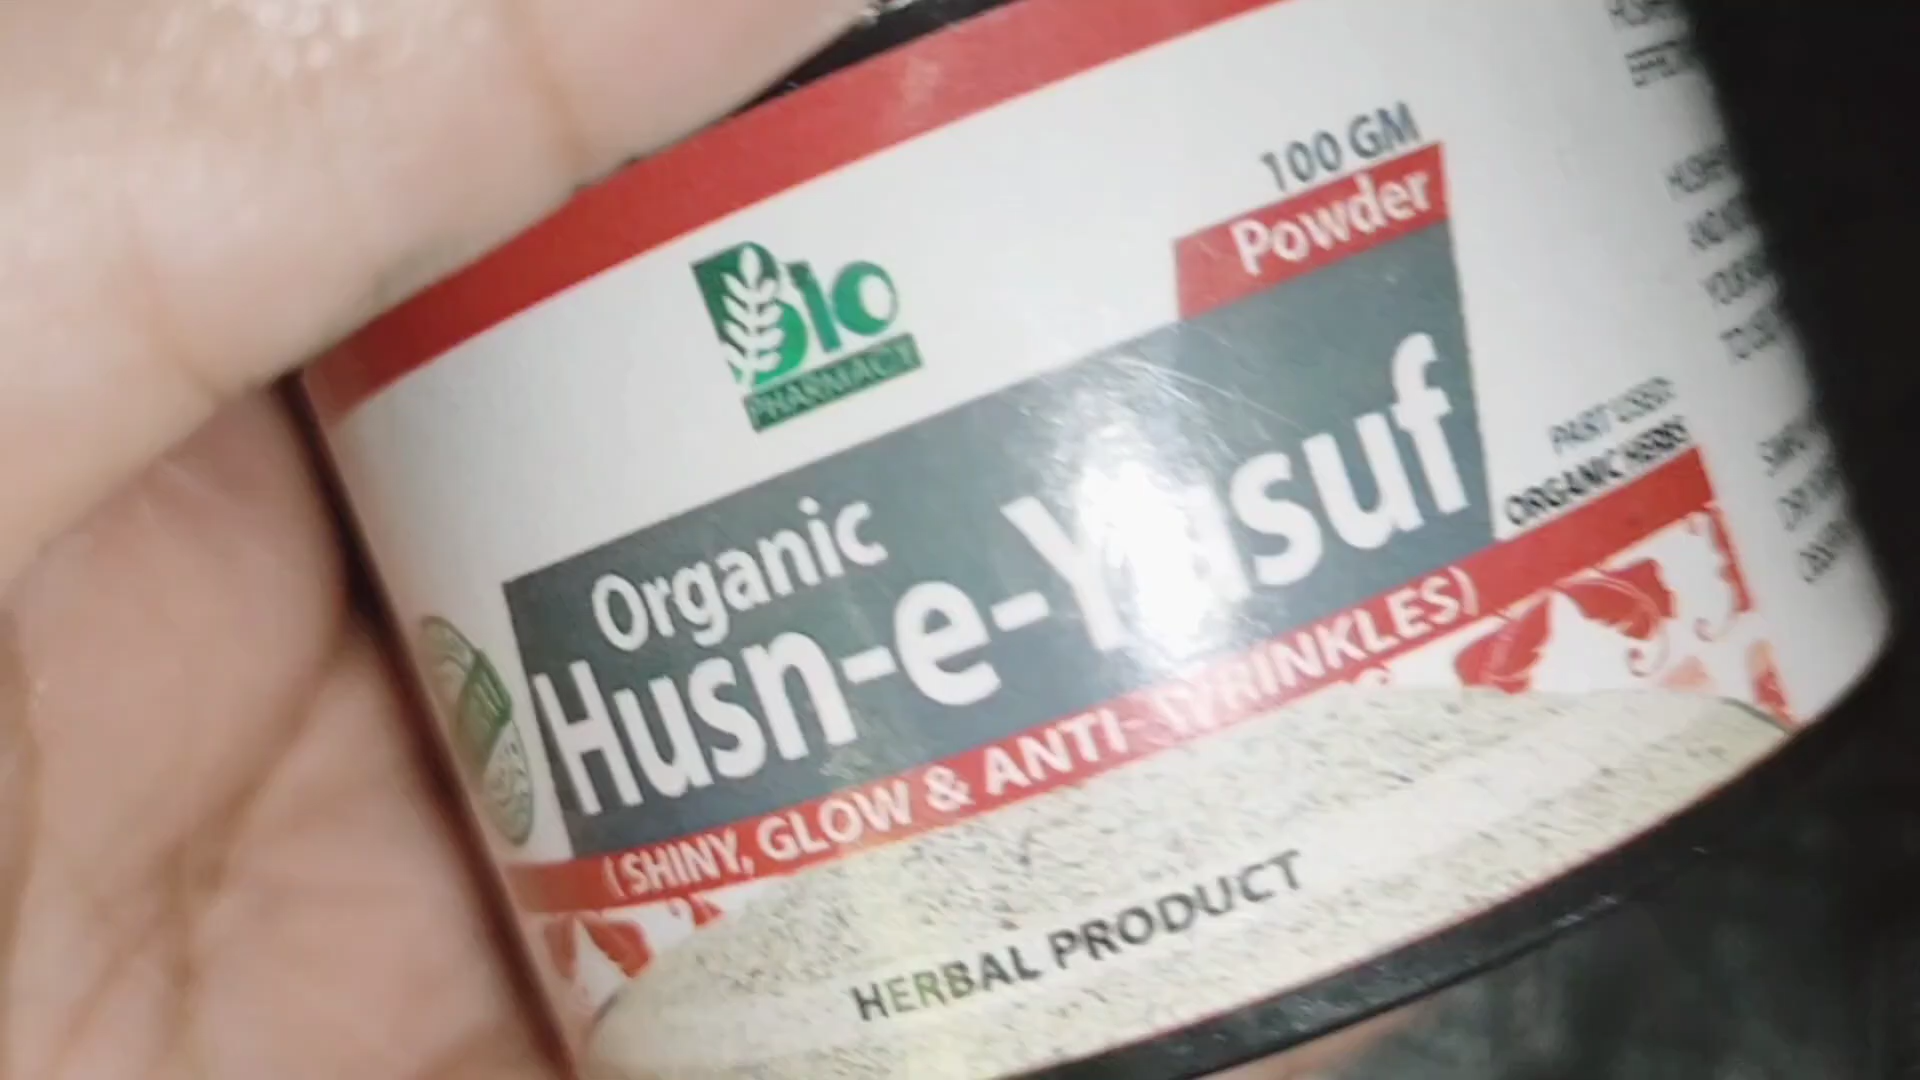 100 GM
Powder
Bio
PHARMACY
Organic
Husn-e-Yusuf
PART USED:
ORGANIC HERBS
(SHINY, GLOW & ANTI-WRINKLES)
HERBAL PRODUCT